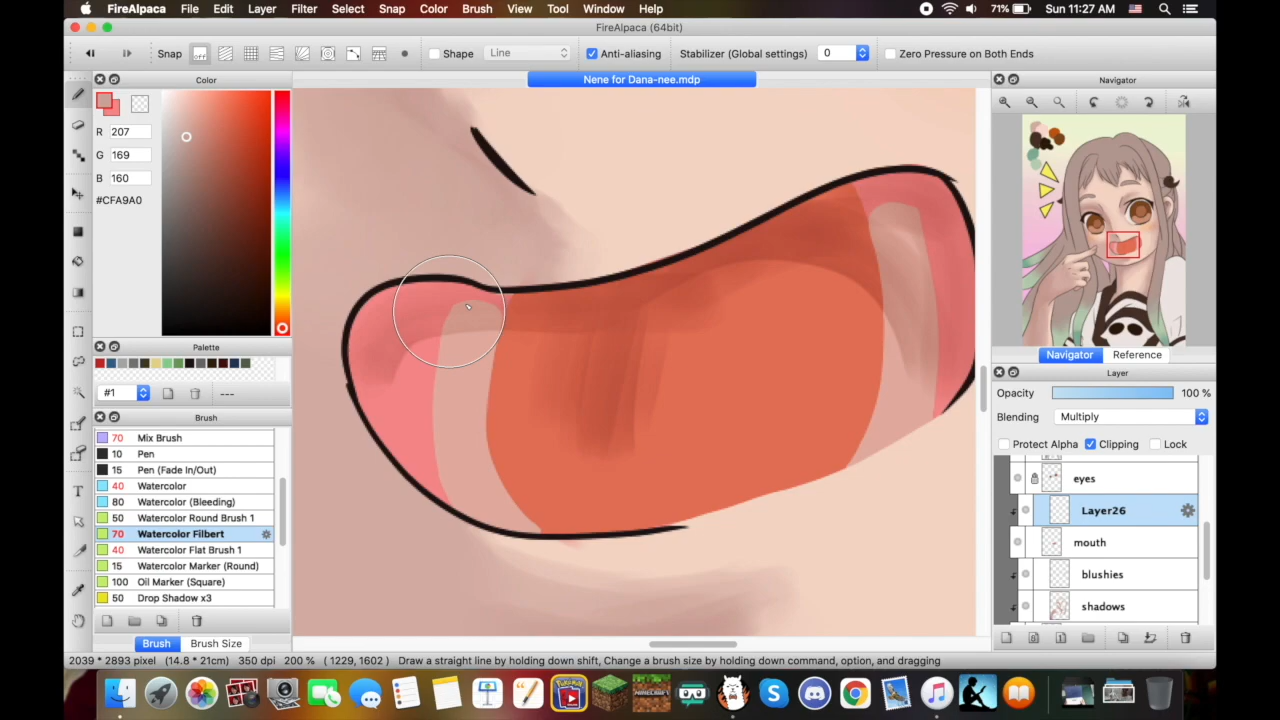 FireAlpaca File Edit Layer Filter Select Snap Color Brush View Tool Window Help 71% Sun 11:27 AM
FireAlpaca (64bit)
Snap Shape Line Anti-aliasing Stabilizer (Global settings) 0 Zero Pressure on Both Ends
Color
Nene for Dana-nee.mdp
Navigator
R 207
G 169
B 160
#CFA9A0
Palette
#1 ---
Brush
70 Mix Brush
10 Pen
15 Pen (Fade In/Out)
40 Watercolor
80 Watercolor (Bleeding)
50 Watercolor Round Brush 1
70 Watercolor Filbert
40 Watercolor Flat Brush 1
15 Watercolor Marker (Round)
100 Oil Marker (Square)
50 Drop Shadow x3
Brush Brush Size
Navigator Reference
Layer
Opacity 100 %
Blending Multiply
Protect Alpha Clipping Lock
eyes
Layer26
mouth
blushies
shadows
2039 * 2893 pixel (14.8 * 21cm) 350 dpi 200 % ( 1229, 1602 ) Draw a straight line by holding down shift, Change a brush size by holding down command, option, and dragging